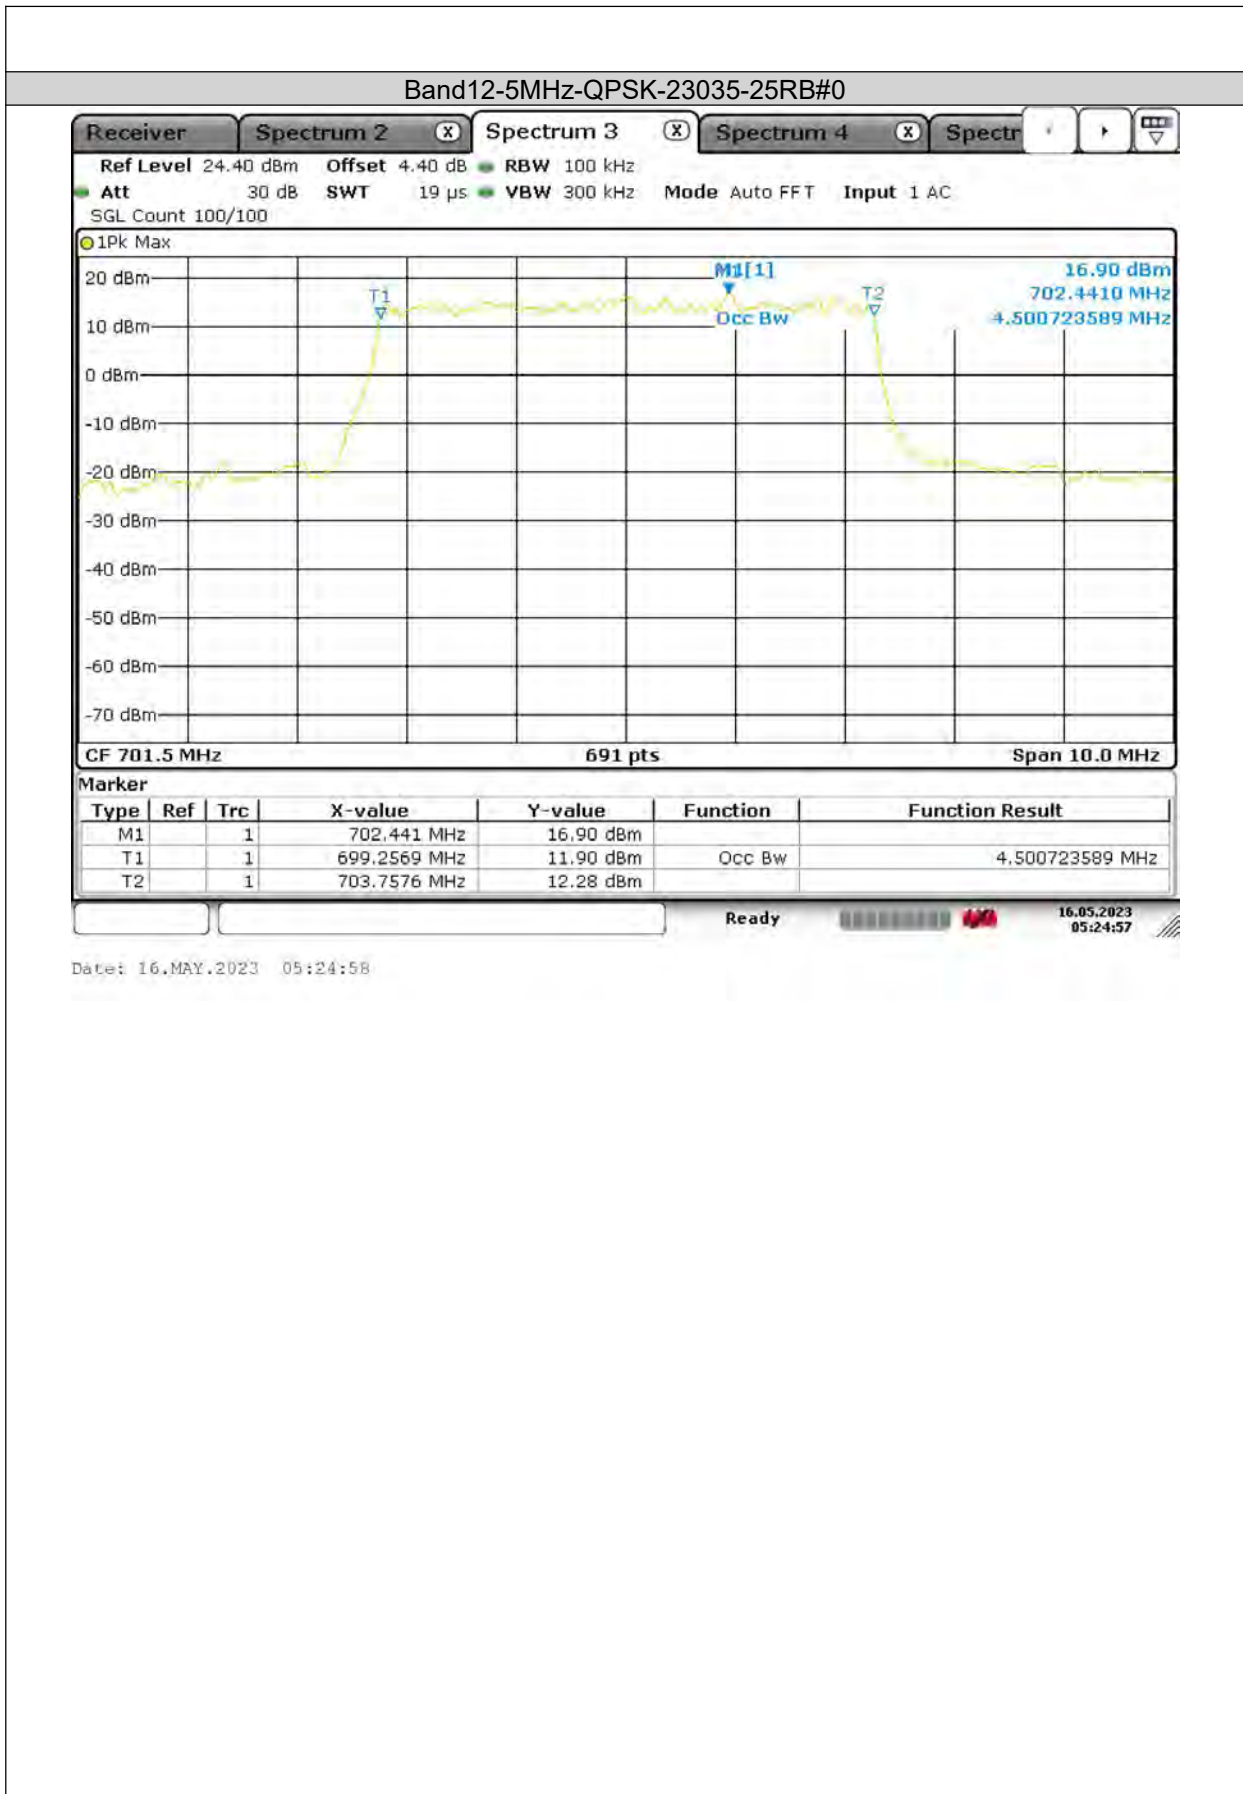 Band12-5MHz-QPSK-23035-25RB#0
Receiver Spectrum 2 X Spectrum 3 X Spectrum 4 X Spectr
Ref Level 24.40 dBm Offset 4.40 dB RBW 100 kHz
Att 30 dB SWT 19 µs VBW 300 kHz Mode Auto FFT Input 1 AC
SGL Count 100/100
1Pk Max
20 dBm M1[1] 16.90 dBm
T1 T2 702.4410 MHz
10 dBm Occ Bw 4.500723589 MHz
0 dBm
-10 dBm
-20 dBm
-30 dBm
-40 dBm
-50 dBm
-60 dBm
-70 dBm
CF 701.5 MHz 691 pts Span 10.0 MHz
Marker
Type Ref Trc X-value Y-value Function Function Result
M1 1 702.441 MHz 16.90 dBm
T1 1 699.2569 MHz 11.90 dBm Occ Bw 4.500723589 MHz
T2 1 703.7576 MHz 12.28 dBm
Ready 16.05.2023
05:24:57
Date: 16.MAY.2023 05:24:58